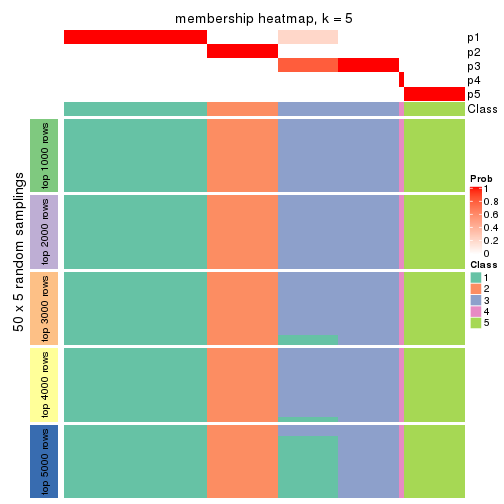 membership heatmap, k = 5
p1
p2
p3
p4
p5
Class
50 x 5 random samplings
top 1000 rows
top 2000 rows
top 3000 rows
top 4000 rows
top 5000 rows
Prob
1
0.8
0.6
0.4
0.2
0
Class
1
2
3
4
5